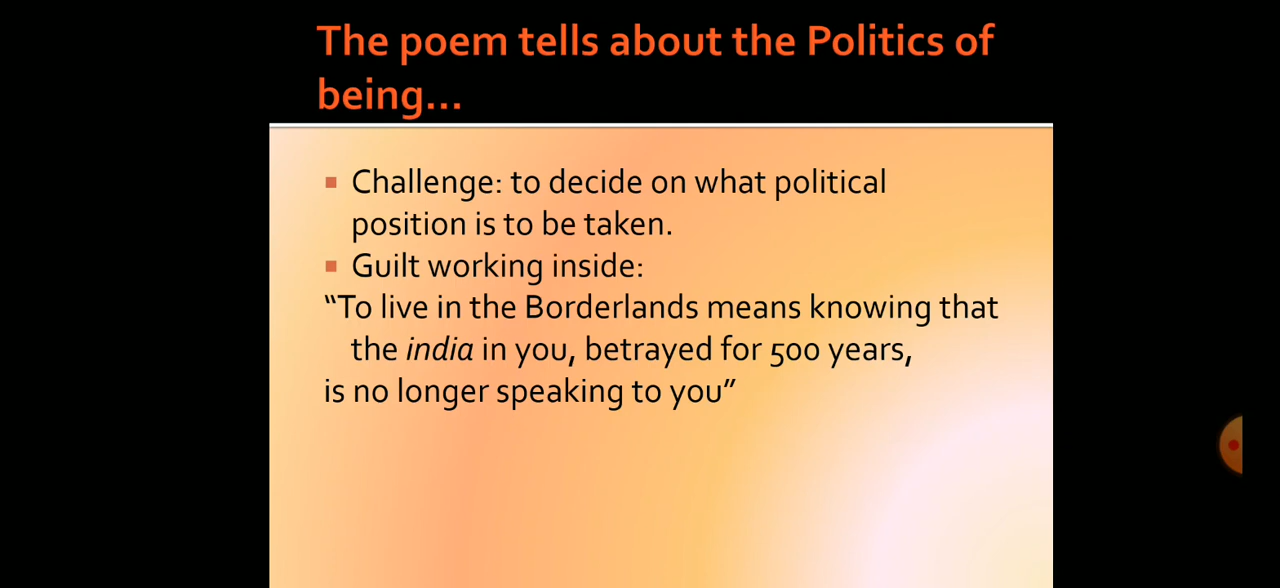 The poem tells about the Politics of
being...
▪ Challenge: to decide on what political
position is to be taken.
▪ Guilt working inside:
“To live in the Borderlands means knowing that
the india in you, betrayed for 500 years,
is no longer speaking to you”